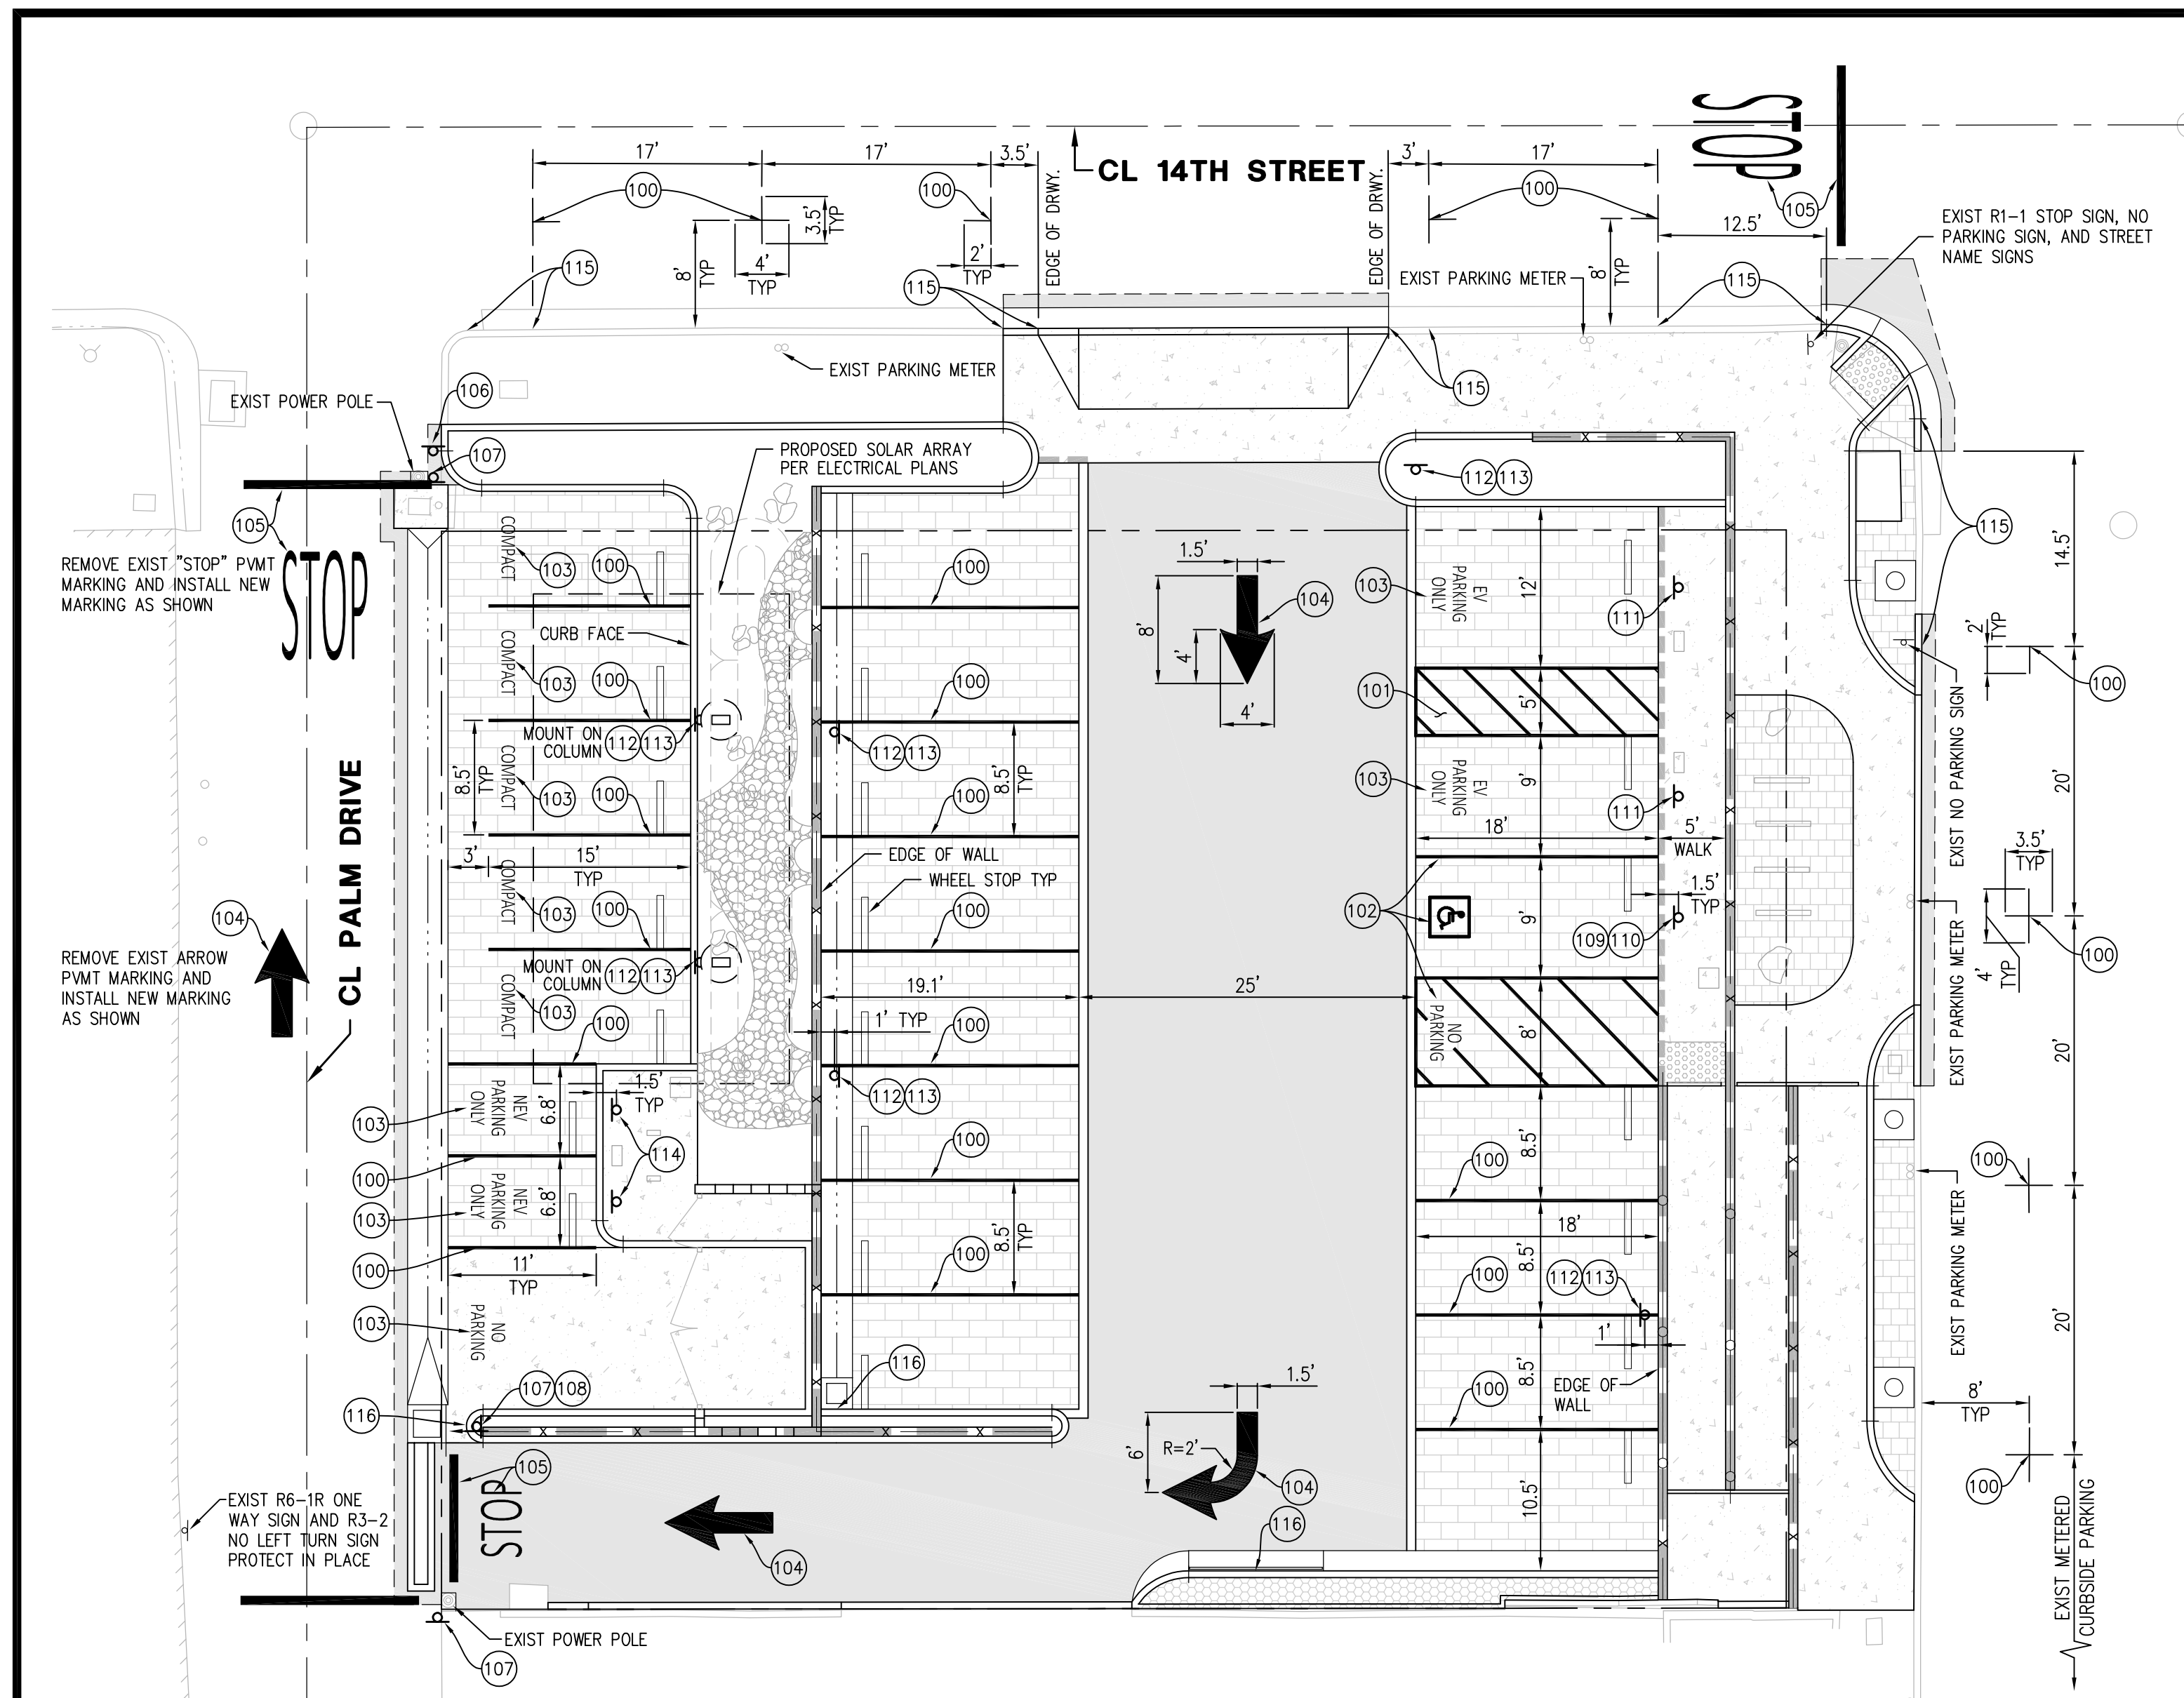 17'
17'
3.5'
CL 14TH STREET
3'
17'
STOP
105
100
100
100
3.5'
TYP
8'
TYP
4'
TYP
2'
TYP
EDGE OF DRWY.
EDGE OF DRWY.
12.5'
8'
TYP
EXIST R1-1 STOP SIGN, NO
PARKING SIGN, AND STREET
NAME SIGNS
115
115
115
EXIST PARKING METER
EXIST PARKING METER
115
EXIST POWER POLE
106
107
PROPOSED SOLAR ARRAY
PER ELECTRICAL PLANS
112 113
105
REMOVE EXIST "STOP" PVMT
MARKING AND INSTALL NEW
MARKING AS SHOWN
STOP
COMPACT
103
100
100
CURB FACE
COMPACT
103
100
100
MOUNT ON
COLUMN
112 113
112 113
8.5'
TYP
COMPACT
103
100
100
8.5'
TYP
3'
15'
TYP
EDGE OF WALL
WHEEL STOP TYP
COMPACT
103
100
100
MOUNT ON
COLUMN
112 113
19.1'
25'
COMPACT
103
100
100
1' TYP
112 113
CL PALM DRIVE
104
REMOVE EXIST ARROW
PVMT MARKING AND
INSTALL NEW MARKING
AS SHOWN
1.5'
8'
4'
4'
104
103
EV
PARKING
ONLY
12'
111
101
5'
103
EV
PARKING
ONLY
9'
111
18'
5'
WALK
102
9'
1.5'
TYP
109 110
NO
PARKING
8'
115
14.5'
2'
TYP
100
EXIST NO PARKING SIGN
20'
3.5'
TYP
4'
TYP
100
EXIST PARKING METER
20'
100
EXIST PARKING METER
20'
8'
TYP
100
EXIST METERED
CURBSIDE PARKING
103
NEV
PARKING
ONLY
6.8'
1.5'
TYP
114
100
103
NEV
PARKING
ONLY
6.8'
100
11'
TYP
100
8.5'
TYP
100
103
NO
PARKING
100
8.5'
18'
100
8.5'
112 113
1'
100
8.5'
EDGE OF
WALL
10.5'
116
107 108
116
105
STOP
EXIST R6-1R ONE
WAY SIGN AND R3-2
NO LEFT TURN SIGN
PROTECT IN PLACE
104
1.5'
6'
R=2'
104
116
EXIST POWER POLE
107